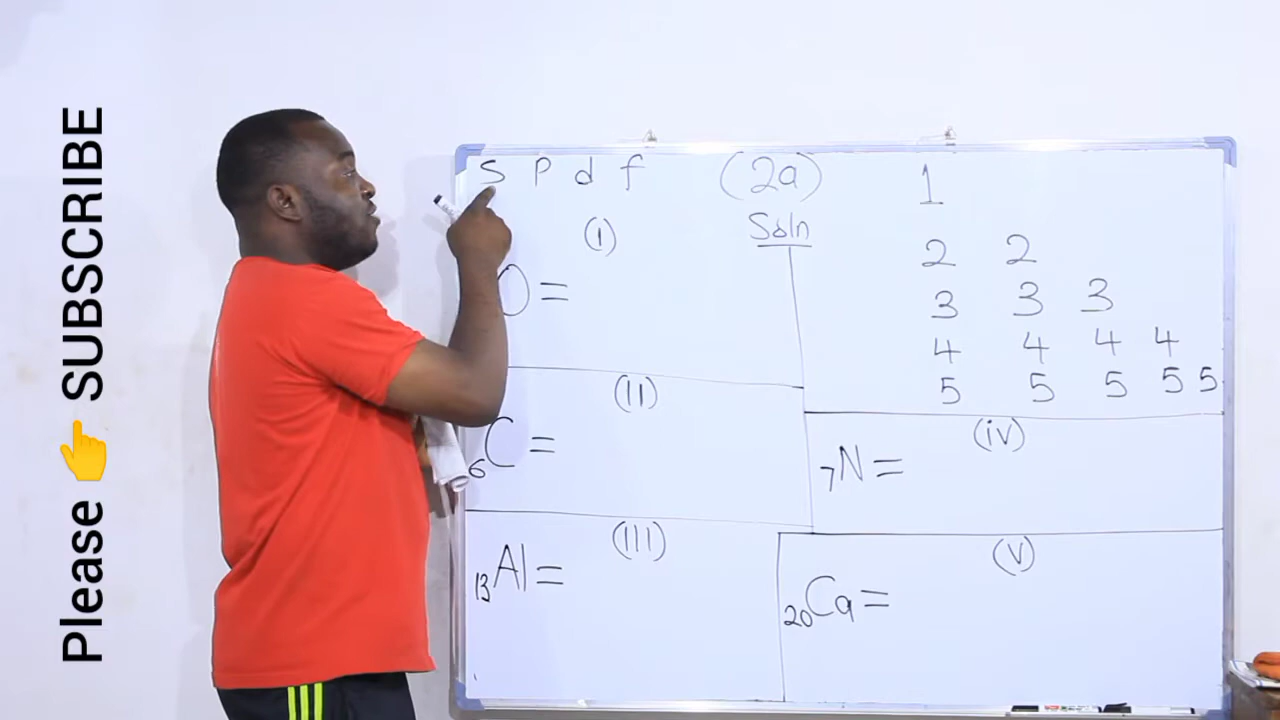 Please 👉 SUBSCRIBE
S P d f (2a)
Soln
(i)
O =
(II)
6C =
(III)
13Al =
1
2 2
3 3 3
4 4 4 4
5 5 5 5 5
(iv)
7N =
(v)
20Ca =